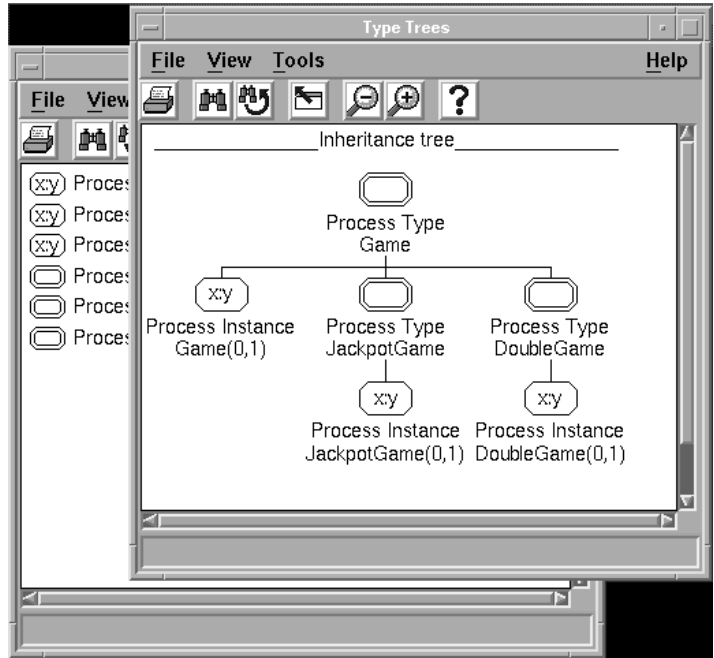 Type Trees
File View Tools Help
?
Inheritance tree
Process Type
Game
x:y
Process Instance
Game(0,1)
Process Type
JackpotGame
Process Type
DoubleGame
x:y
Process Instance
JackpotGame(0,1)
x:y
Process Instance
DoubleGame(0,1)
File View
x:y Proces
x:y Proces
x:y Proces
Proces
Proces
Proces